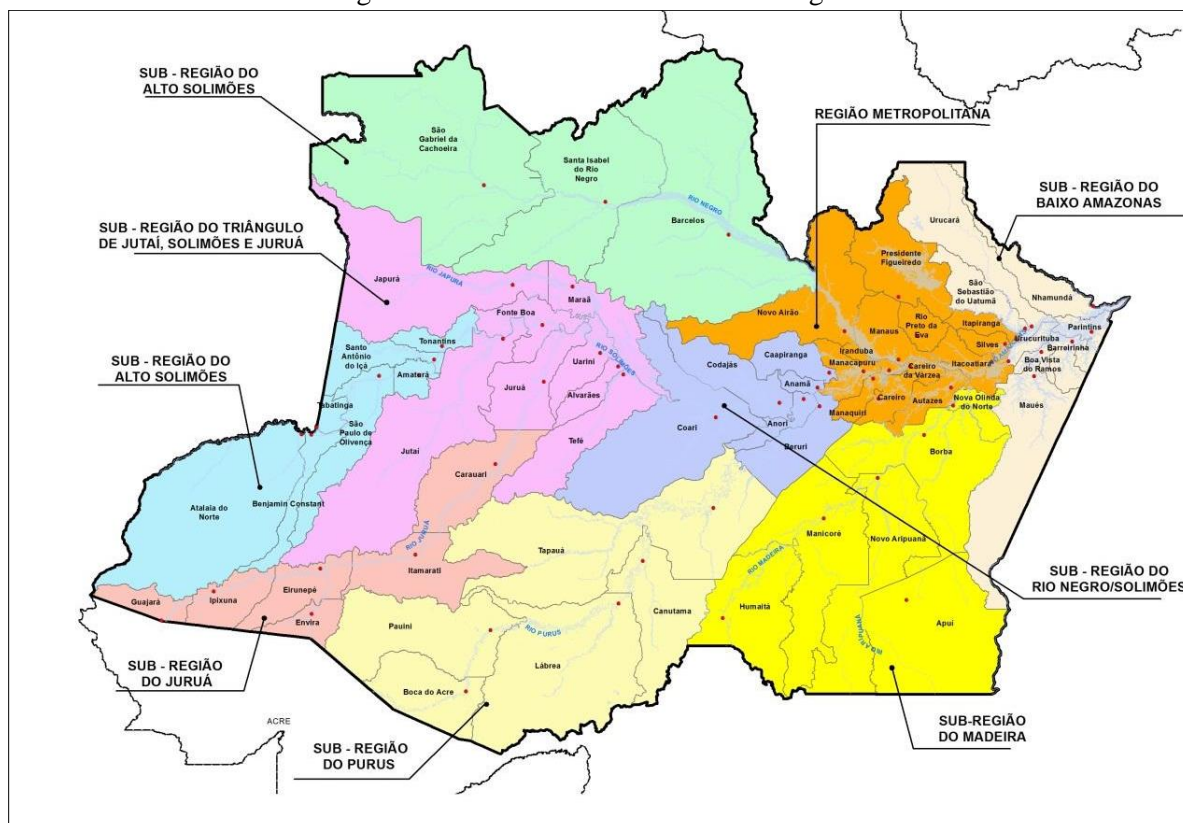 SUB - REGIÃO DO
ALTO SOLIMÕES
SUB - REGIÃO DO TRIÂNGULO
DE JUTAÍ, SOLIMÕES E JURUÁ
SUB - REGIÃO DO
ALTO SOLIMÕES
SUB - REGIÃO
DO JURUÁ
ACRE
SUB - REGIÃO
DO PURUS
REGIÃO METROPOLITANA
SUB - REGIÃO DO
BAIXO AMAZONAS
SUB - REGIÃO DO
RIO NEGRO/SOLIMÕES
SUB-REGIÃO
DO MADEIRA
São
Gabriel da
Cachoeira
Santa Isabel
do Rio
Negro
RIO NEGRO
Barcelos
Japurá
RIO JAPURÁ
Maraã
Fonte Boa
Tonantins
Santo
Antônio
do Içá
Amaturá
Tabatinga
São
Paulo de
Olivença
Uarini
RIO SOLIMÕES
Juruá
Alvarães
Jutaí
Tefé
Carauari
Atalaia do
Norte
Benjamin Constant
RIO JURUÁ
Itamarati
Eirunepé
Ipixuna
Guajará
Envira
Novo Airão
Presidente
Figueiredo
Manaus
Rio
Preto da
Eva
Itapiranga
Silves
Iranduba
Manacapuru
Careiro
da Várzea
Itacoatiara
Careiro
Autazes
Manaquiri
Urucará
São
Sebastião
do Uatumã
Nhamundá
Parintins
Urucurituba
Barreirinha
Boa Vista
do Ramos
Maués
Codajás
Caapiranga
Anamã
Anori
Coari
Beruri
Nova Olinda
do Norte
Borba
Manicoré
Novo Aripuanã
RIO MADEIRA
Humaitá
RIO ARIPUANÃ
Apuí
Tapauá
Canutama
Pauini
RIO PURUS
Lábrea
Boca do Acre